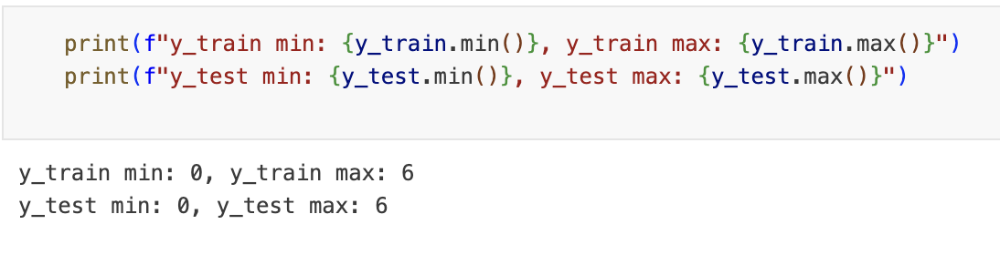 print(f"y_train min: {y_train.min()}, y_train max: {y_train.max()}")
print(f"y_test min: {y_test.min()}, y_test max: {y_test.max()}")
y_train min: 0, y_train max: 6
y_test min: 0, y_test max: 6